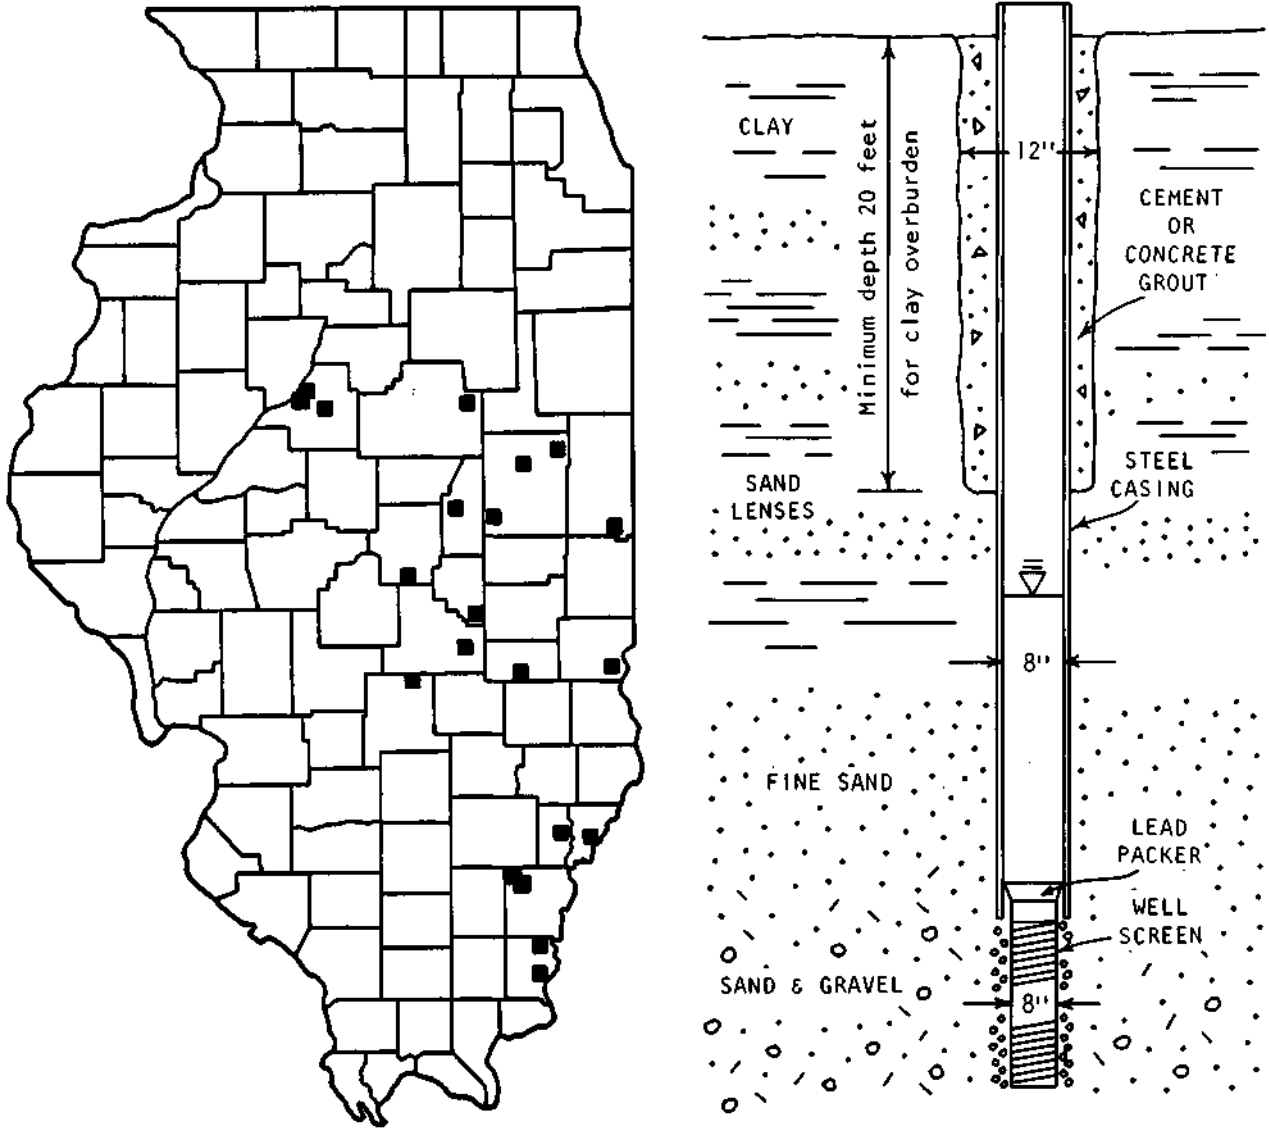 CLAY
Minimum depth 20 feet
for clay overburden
12"
CEMENT
OR
CONCRETE
GROUT
STEEL
CASING
SAND
LENSES
8"
FINE SAND
LEAD
PACKER
WELL
SCREEN
SAND & GRAVEL
8"